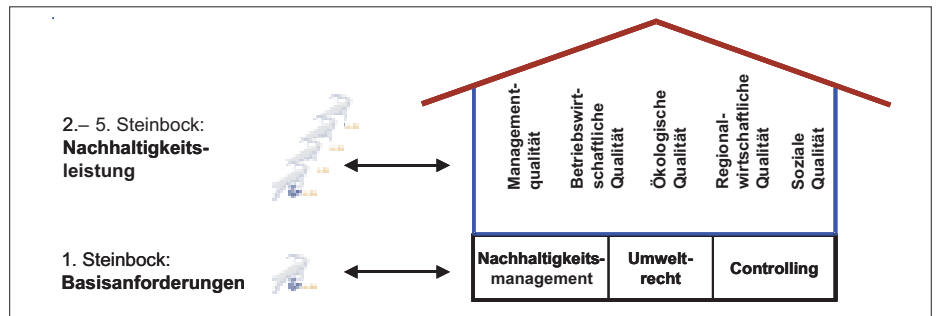 2.– 5. Steinbock:
Nachhaltigkeits-
leistung
Management-
qualität
Betriebswirt-
schaftliche
Qualität
Ökologische
Qualität
Regional-
wirtschaftliche
Qualität
Soziale
Qualität
1. Steinbock:
Basisanforderungen
Nachhaltigkeits-
management
Umwelt-
recht
Controlling